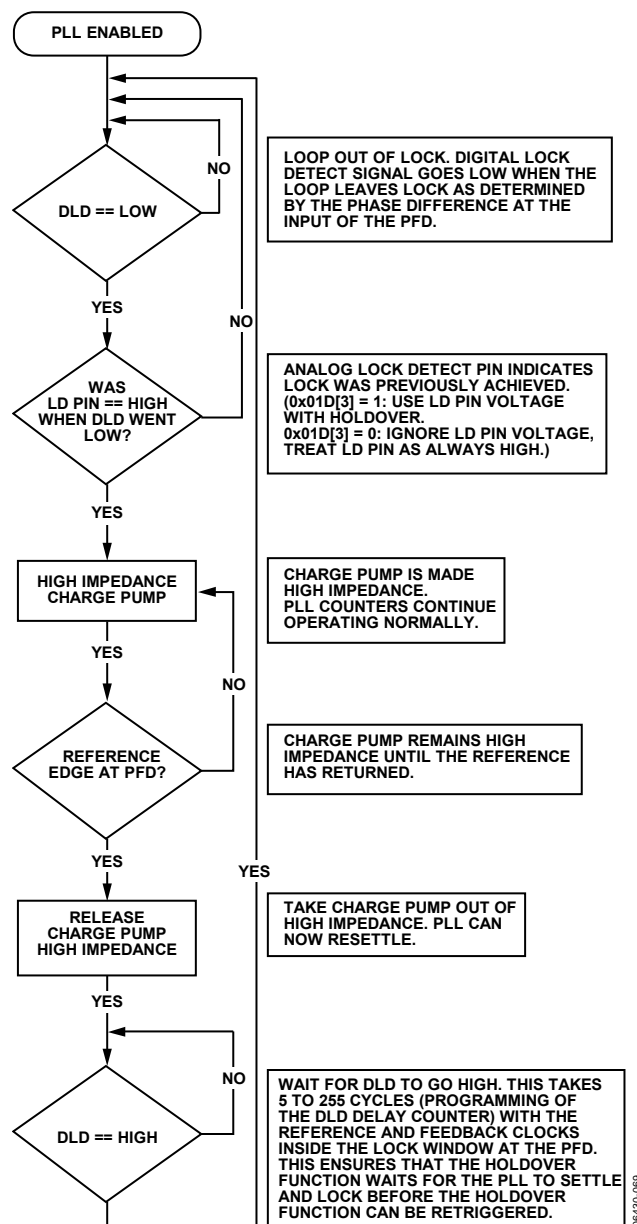 PLL ENABLED
NO
LOOP OUT OF LOCK. DIGITAL LOCK
DETECT SIGNAL GOES LOW WHEN THE
LOOP LEAVES LOCK AS DETERMINED
BY THE PHASE DIFFERENCE AT THE
INPUT OF THE PFD.
DLD == LOW
YES
NO
WAS
LD PIN == HIGH
WHEN DLD WENT
LOW?
ANALOG LOCK DETECT PIN INDICATES
LOCK WAS PREVIOUSLY ACHIEVED.
(0x01D[3] = 1: USE LD PIN VOLTAGE
WITH HOLDOVER.
0x01D[3] = 0: IGNORE LD PIN VOLTAGE,
TREAT LD PIN AS ALWAYS HIGH.)
YES
HIGH IMPEDANCE
CHARGE PUMP
CHARGE PUMP IS MADE
HIGH IMPEDANCE.
PLL COUNTERS CONTINUE
OPERATING NORMALLY.
YES
NO
REFERENCE
EDGE AT PFD?
CHARGE PUMP REMAINS HIGH
IMPEDANCE UNTIL THE REFERENCE
HAS RETURNED.
YES
YES
RELEASE
CHARGE PUMP
HIGH IMPEDANCE
TAKE CHARGE PUMP OUT OF
HIGH IMPEDANCE. PLL CAN
NOW RESETTLE.
YES
NO
DLD == HIGH
WAIT FOR DLD TO GO HIGH. THIS TAKES
5 TO 255 CYCLES (PROGRAMMING OF
THE DLD DELAY COUNTER) WITH THE
REFERENCE AND FEEDBACK CLOCKS
INSIDE THE LOCK WINDOW AT THE PFD.
THIS ENSURES THAT THE HOLDOVER
FUNCTION WAITS FOR THE PLL TO SETTLE
AND LOCK BEFORE THE HOLDOVER
FUNCTION CAN BE RETRIGGERED.